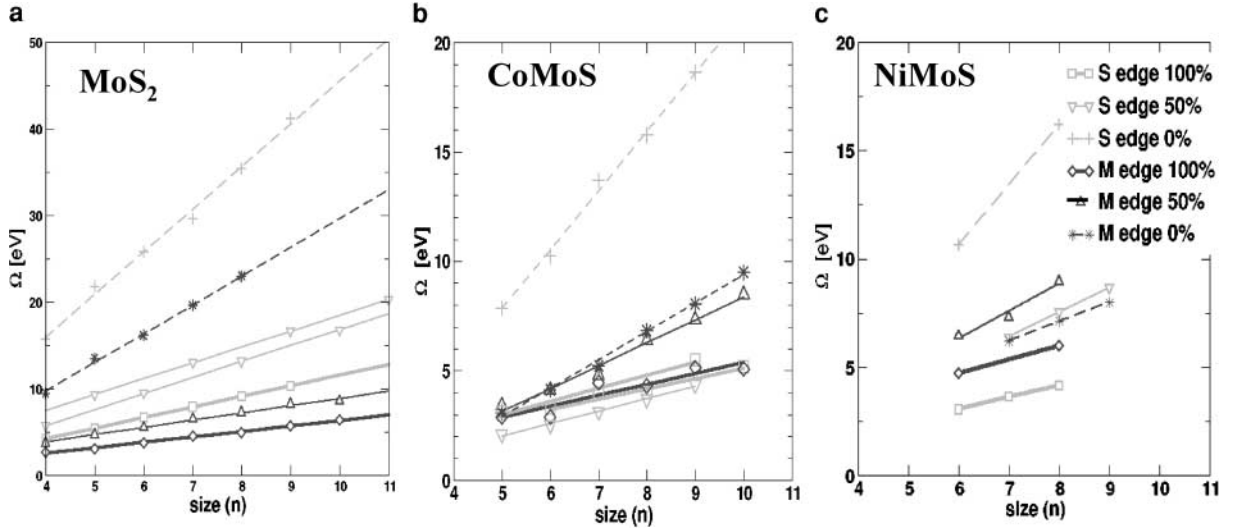 a
MoS2
Ω [eV]
50
40
30
20
10
0
4 5 6 7 8 9 10 11
size (n)
b
CoMoS
Ω [eV]
20
15
10
5
0
4 5 6 7 8 9 10 11
size (n)
c
NiMoS
Ω [eV]
20
15
10
5
0
4 5 6 7 8 9 10 11
size (n)
S edge 100%
S edge 50%
S edge 0%
M edge 100%
M edge 50%
M edge 0%